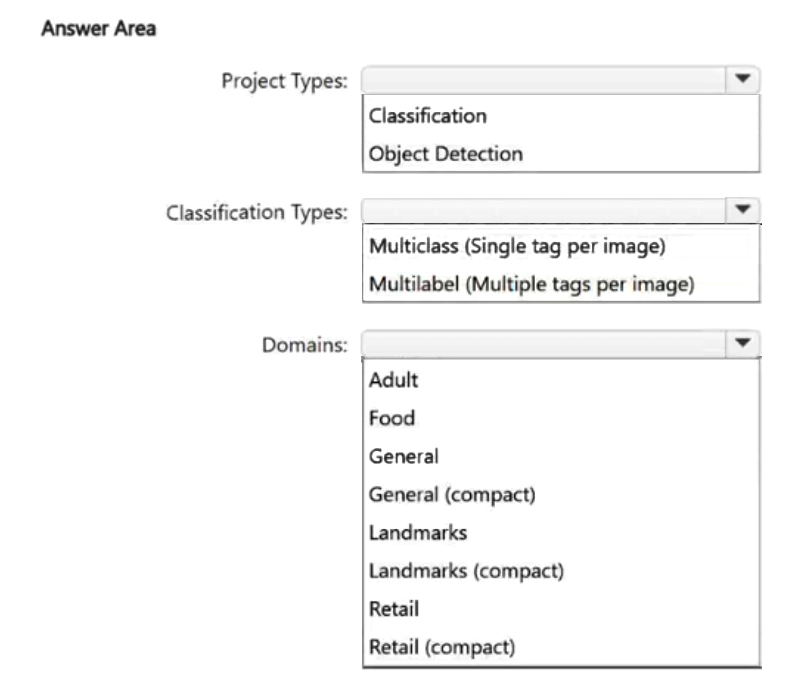 Answer Area
Project Types:
Classification
Object Detection
Classification Types:
Multiclass (Single tag per image)
Multilabel (Multiple tags per image)
Domains:
Adult
Food
General
General (compact)
Landmarks
Landmarks (compact)
Retail
Retail (compact)